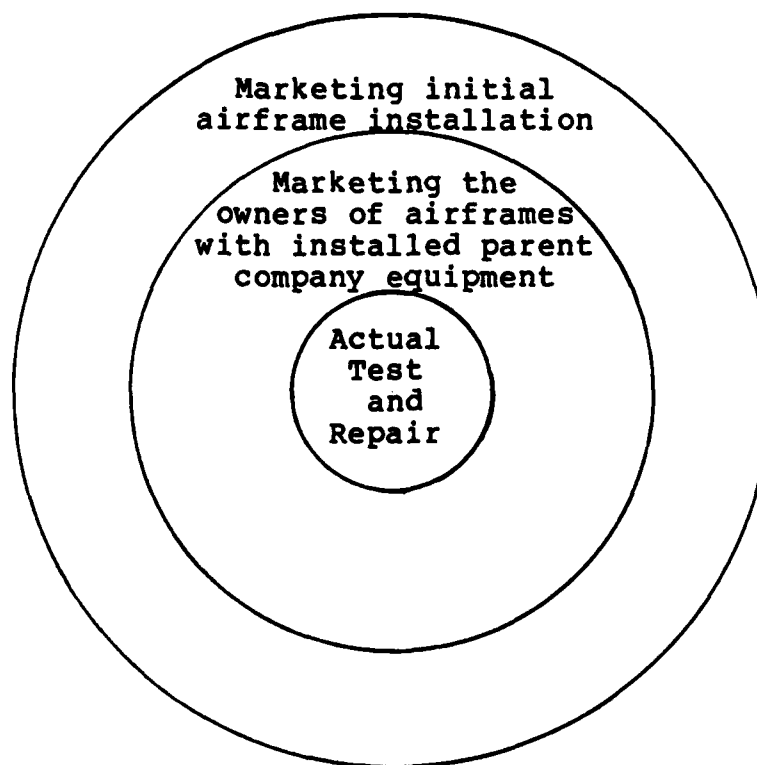 Marketing initial
airframe installation
Marketing the
owners of airframes
with installed parent
company equipment
Actual
Test
and
Repair